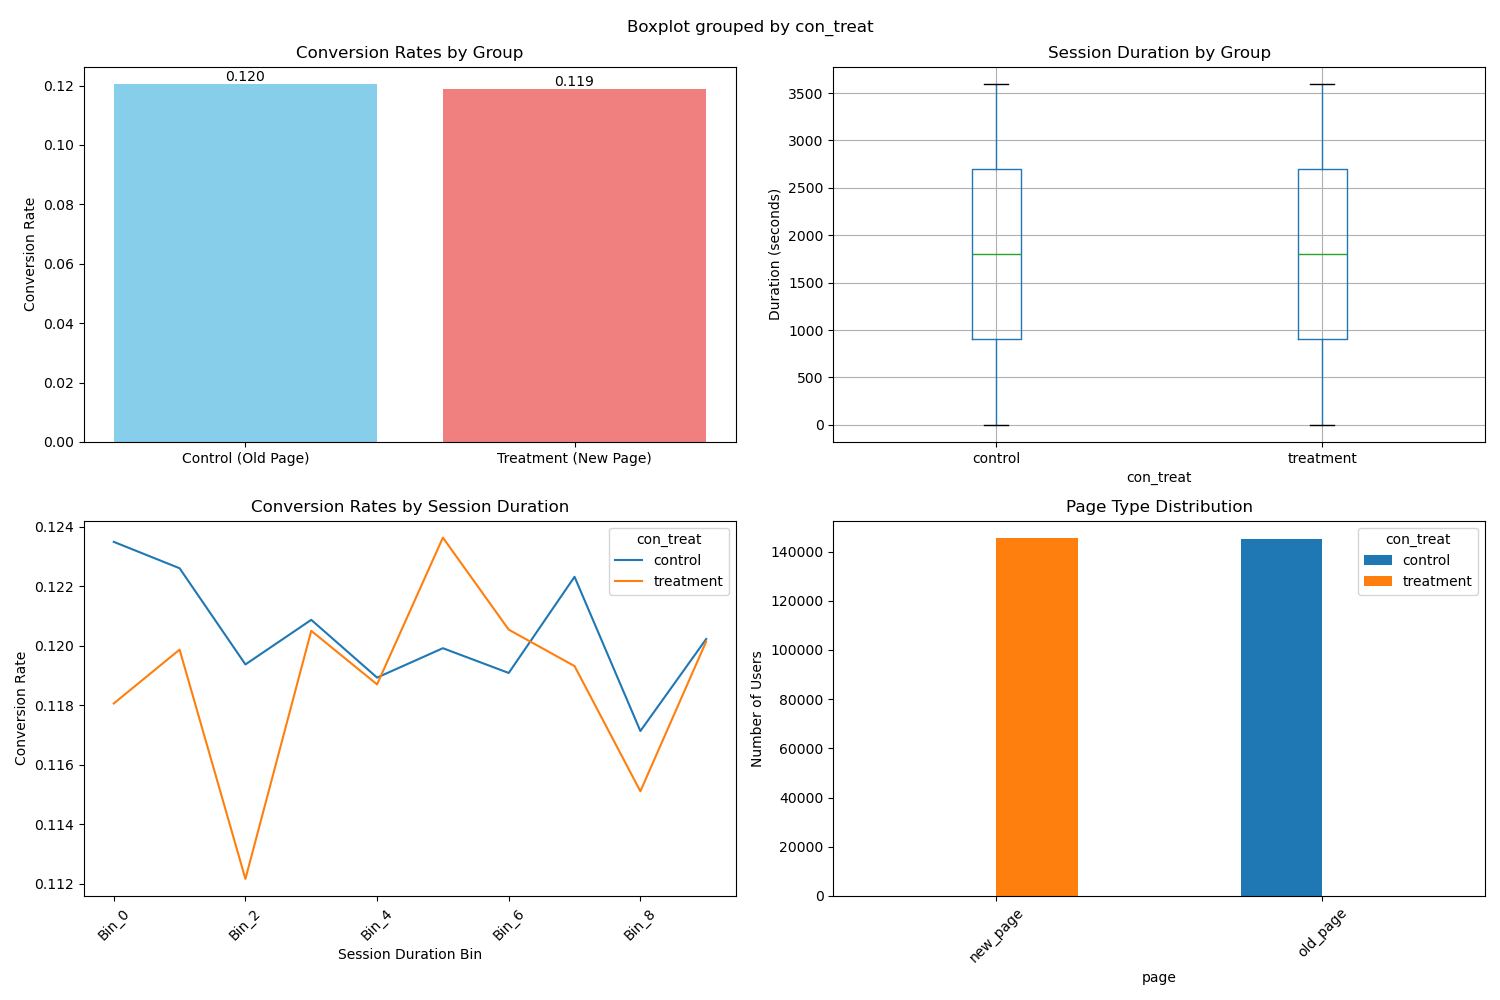 Boxplot grouped by con_treat
Conversion Rates by Group
0.120
0.119
0.12
0.10
0.08
0.06
0.04
0.02
0.00
Conversion Rate
Control (Old Page)
Treatment (New Page)
Session Duration by Group
3500
3000
2500
2000
1500
1000
500
0
Duration (seconds)
control
treatment
con_treat
Conversion Rates by Session Duration
0.124
0.122
0.120
0.118
0.116
0.114
0.112
Conversion Rate
con_treat
control
treatment
Bin_0
Bin_2
Bin_4
Bin_6
Bin_8
Session Duration Bin
Page Type Distribution
140000
120000
100000
80000
60000
40000
20000
0
Number of Users
con_treat
control
treatment
new_page
old_page
page